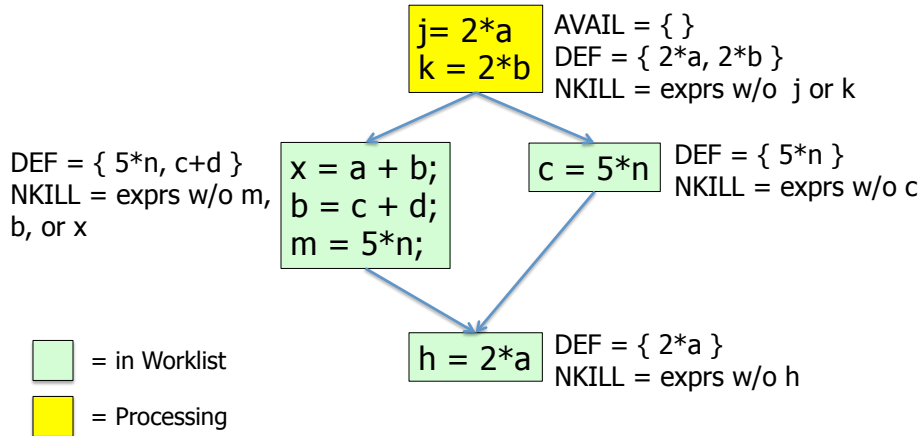 j= 2*a
k = 2*b
AVAIL = { }
DEF = { 2*a, 2*b }
NKILL = exprs w/o  j or k
DEF = { 5*n, c+d }
NKILL = exprs w/o m,
b, or x
x = a + b;
b = c + d;
m = 5*n;
c = 5*n
DEF = { 5*n }
NKILL = exprs w/o c
h = 2*a
DEF = { 2*a }
NKILL = exprs w/o h
= in Worklist
= Processing